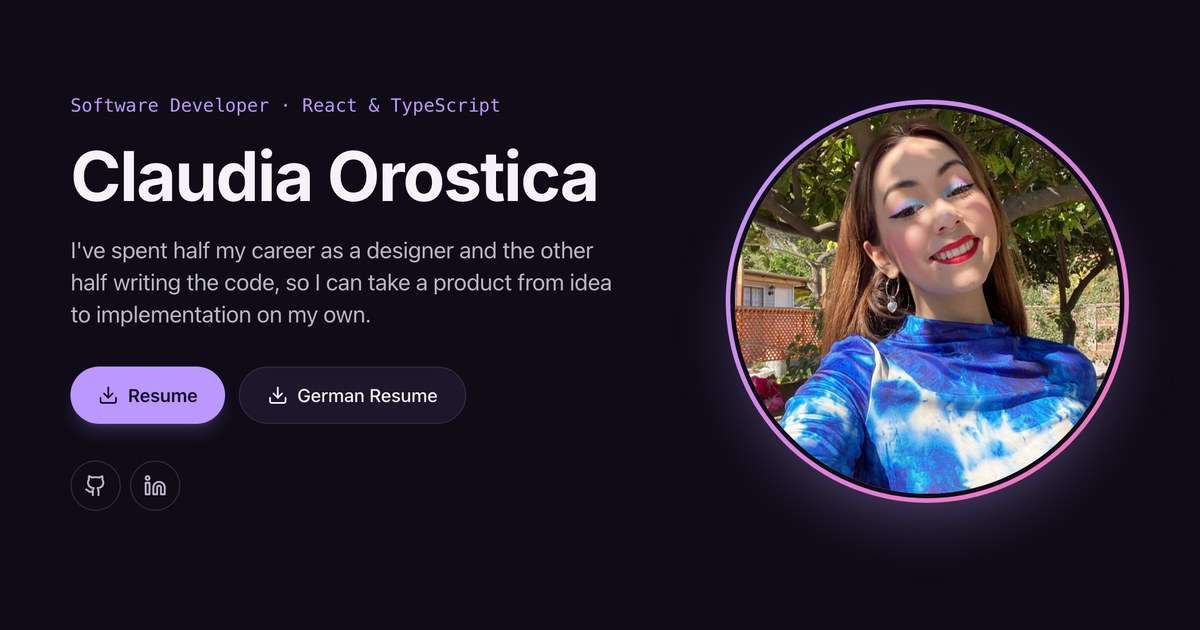 Software Developer · React & TypeScript
Claudia Orostica
I've spent half my career as a designer and the other
half writing the code, so I can take a product from idea
to implementation on my own.
Resume
German Resume
in